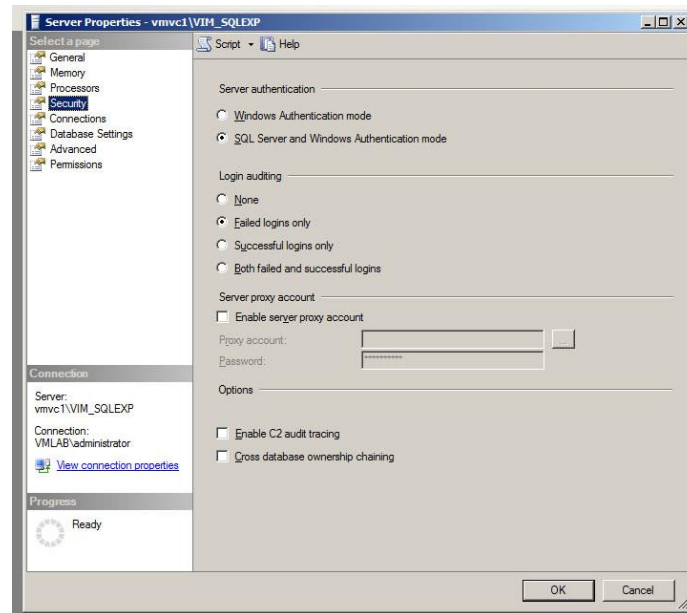 Server Properties - vmvc1\VIM_SQLEXP
Select a page
General
Memory
Processors
Security
Connections
Database Settings
Advanced
Permissions
Script Help
Server authentication
Windows Authentication mode
SQL Server and Windows Authentication mode
Login auditing
None
Failed logins only
Successful logins only
Both failed and successful logins
Server proxy account
Enable server proxy account
Proxy account:
...
Password:
**********
Options
Enable C2 audit tracing
Cross database ownership chaining
Connection
Server:
vmvc1\VIM_SQLEXP
Connection:
VMLAB\administrator
View connection properties
Progress
Ready
OK Cancel